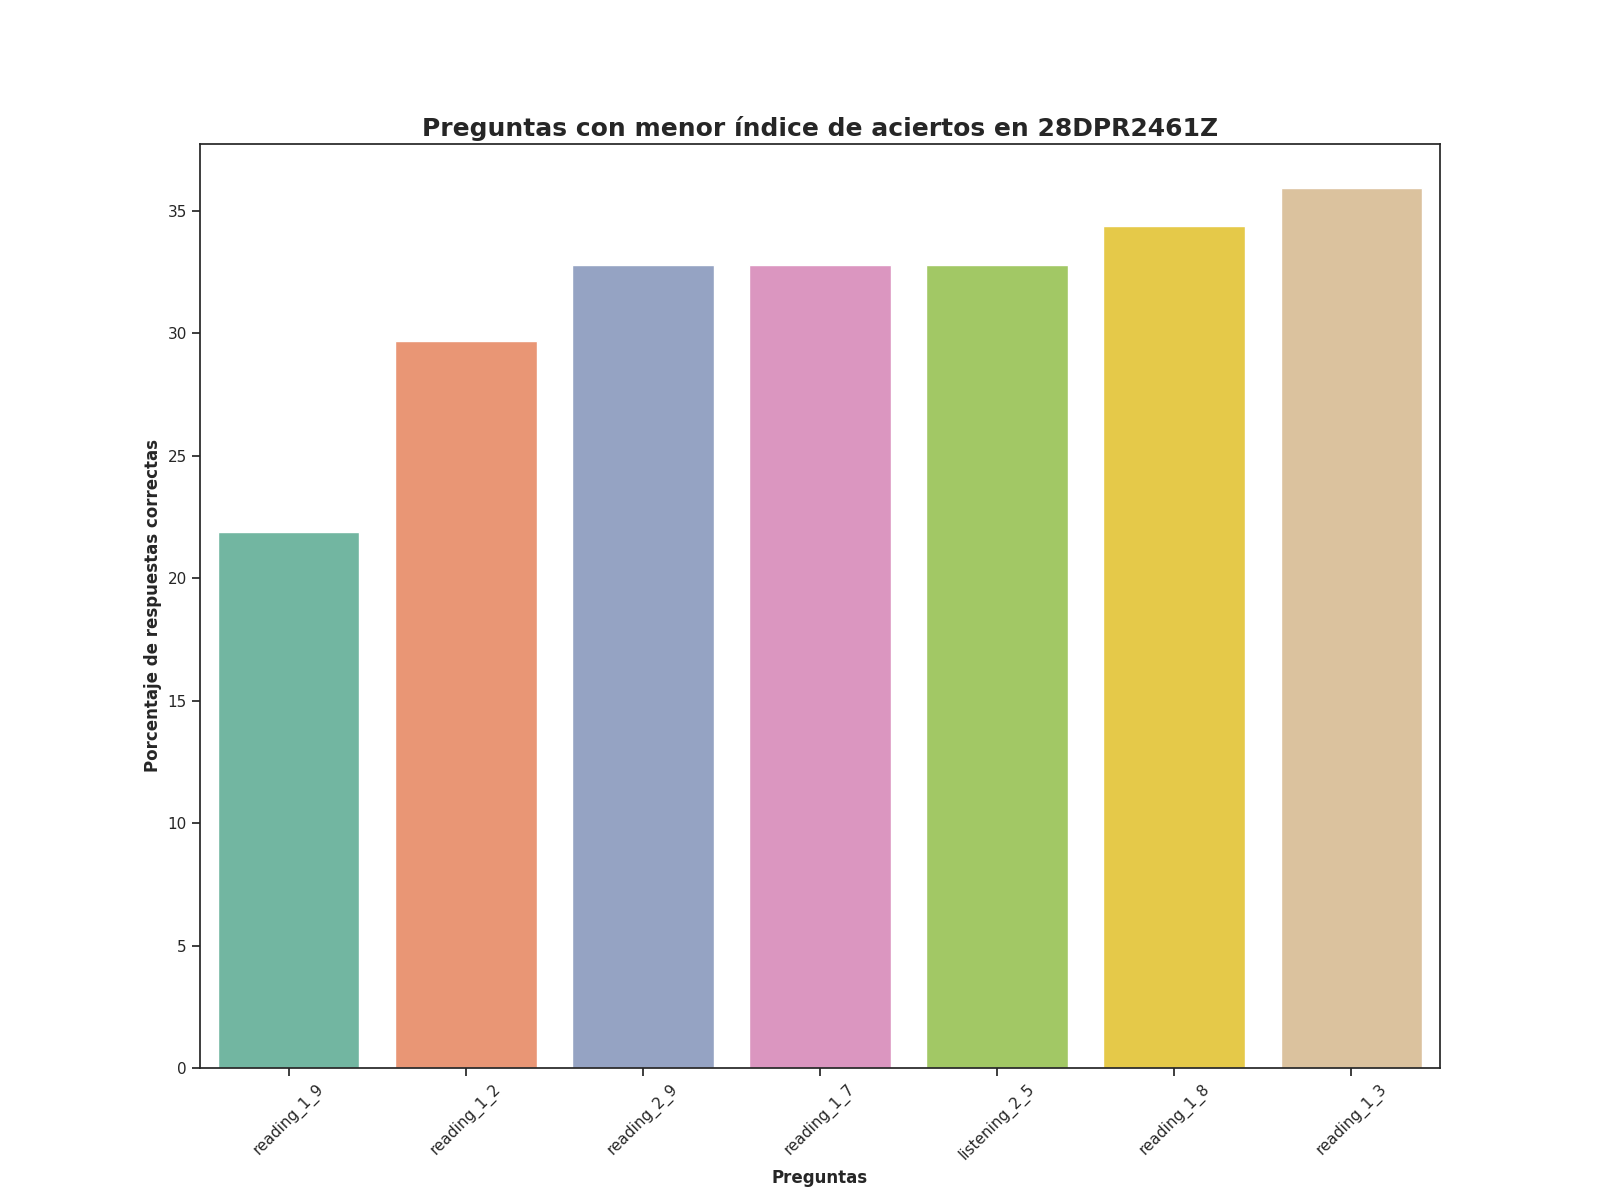 Preguntas con menor índice de aciertos en 28DPR2461Z
Porcentaje de respuestas correctas
35
30
25
20
15
10
5
0
reading_1_9
reading_1_2
reading_2_9
reading_1_7
listening_2_5
reading_1_8
reading_1_3
Preguntas